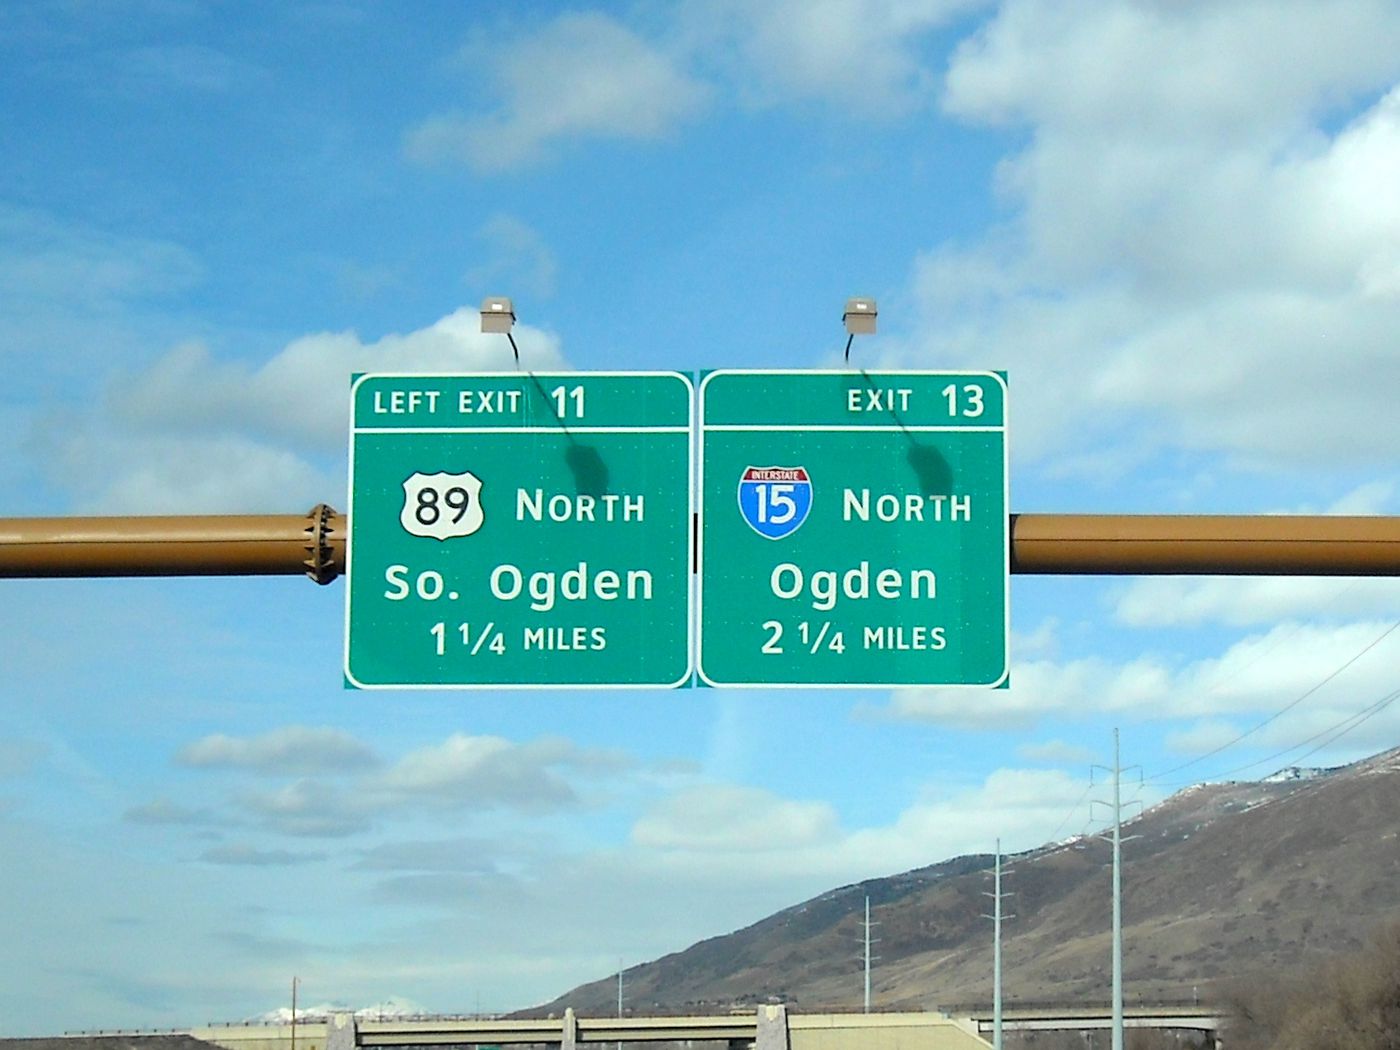 LEFT EXIT 11
89 NORTH
So. Ogden
1 1/4 MILES
EXIT 13
INTERSTATE
15 NORTH
Ogden
2 1/4 MILES